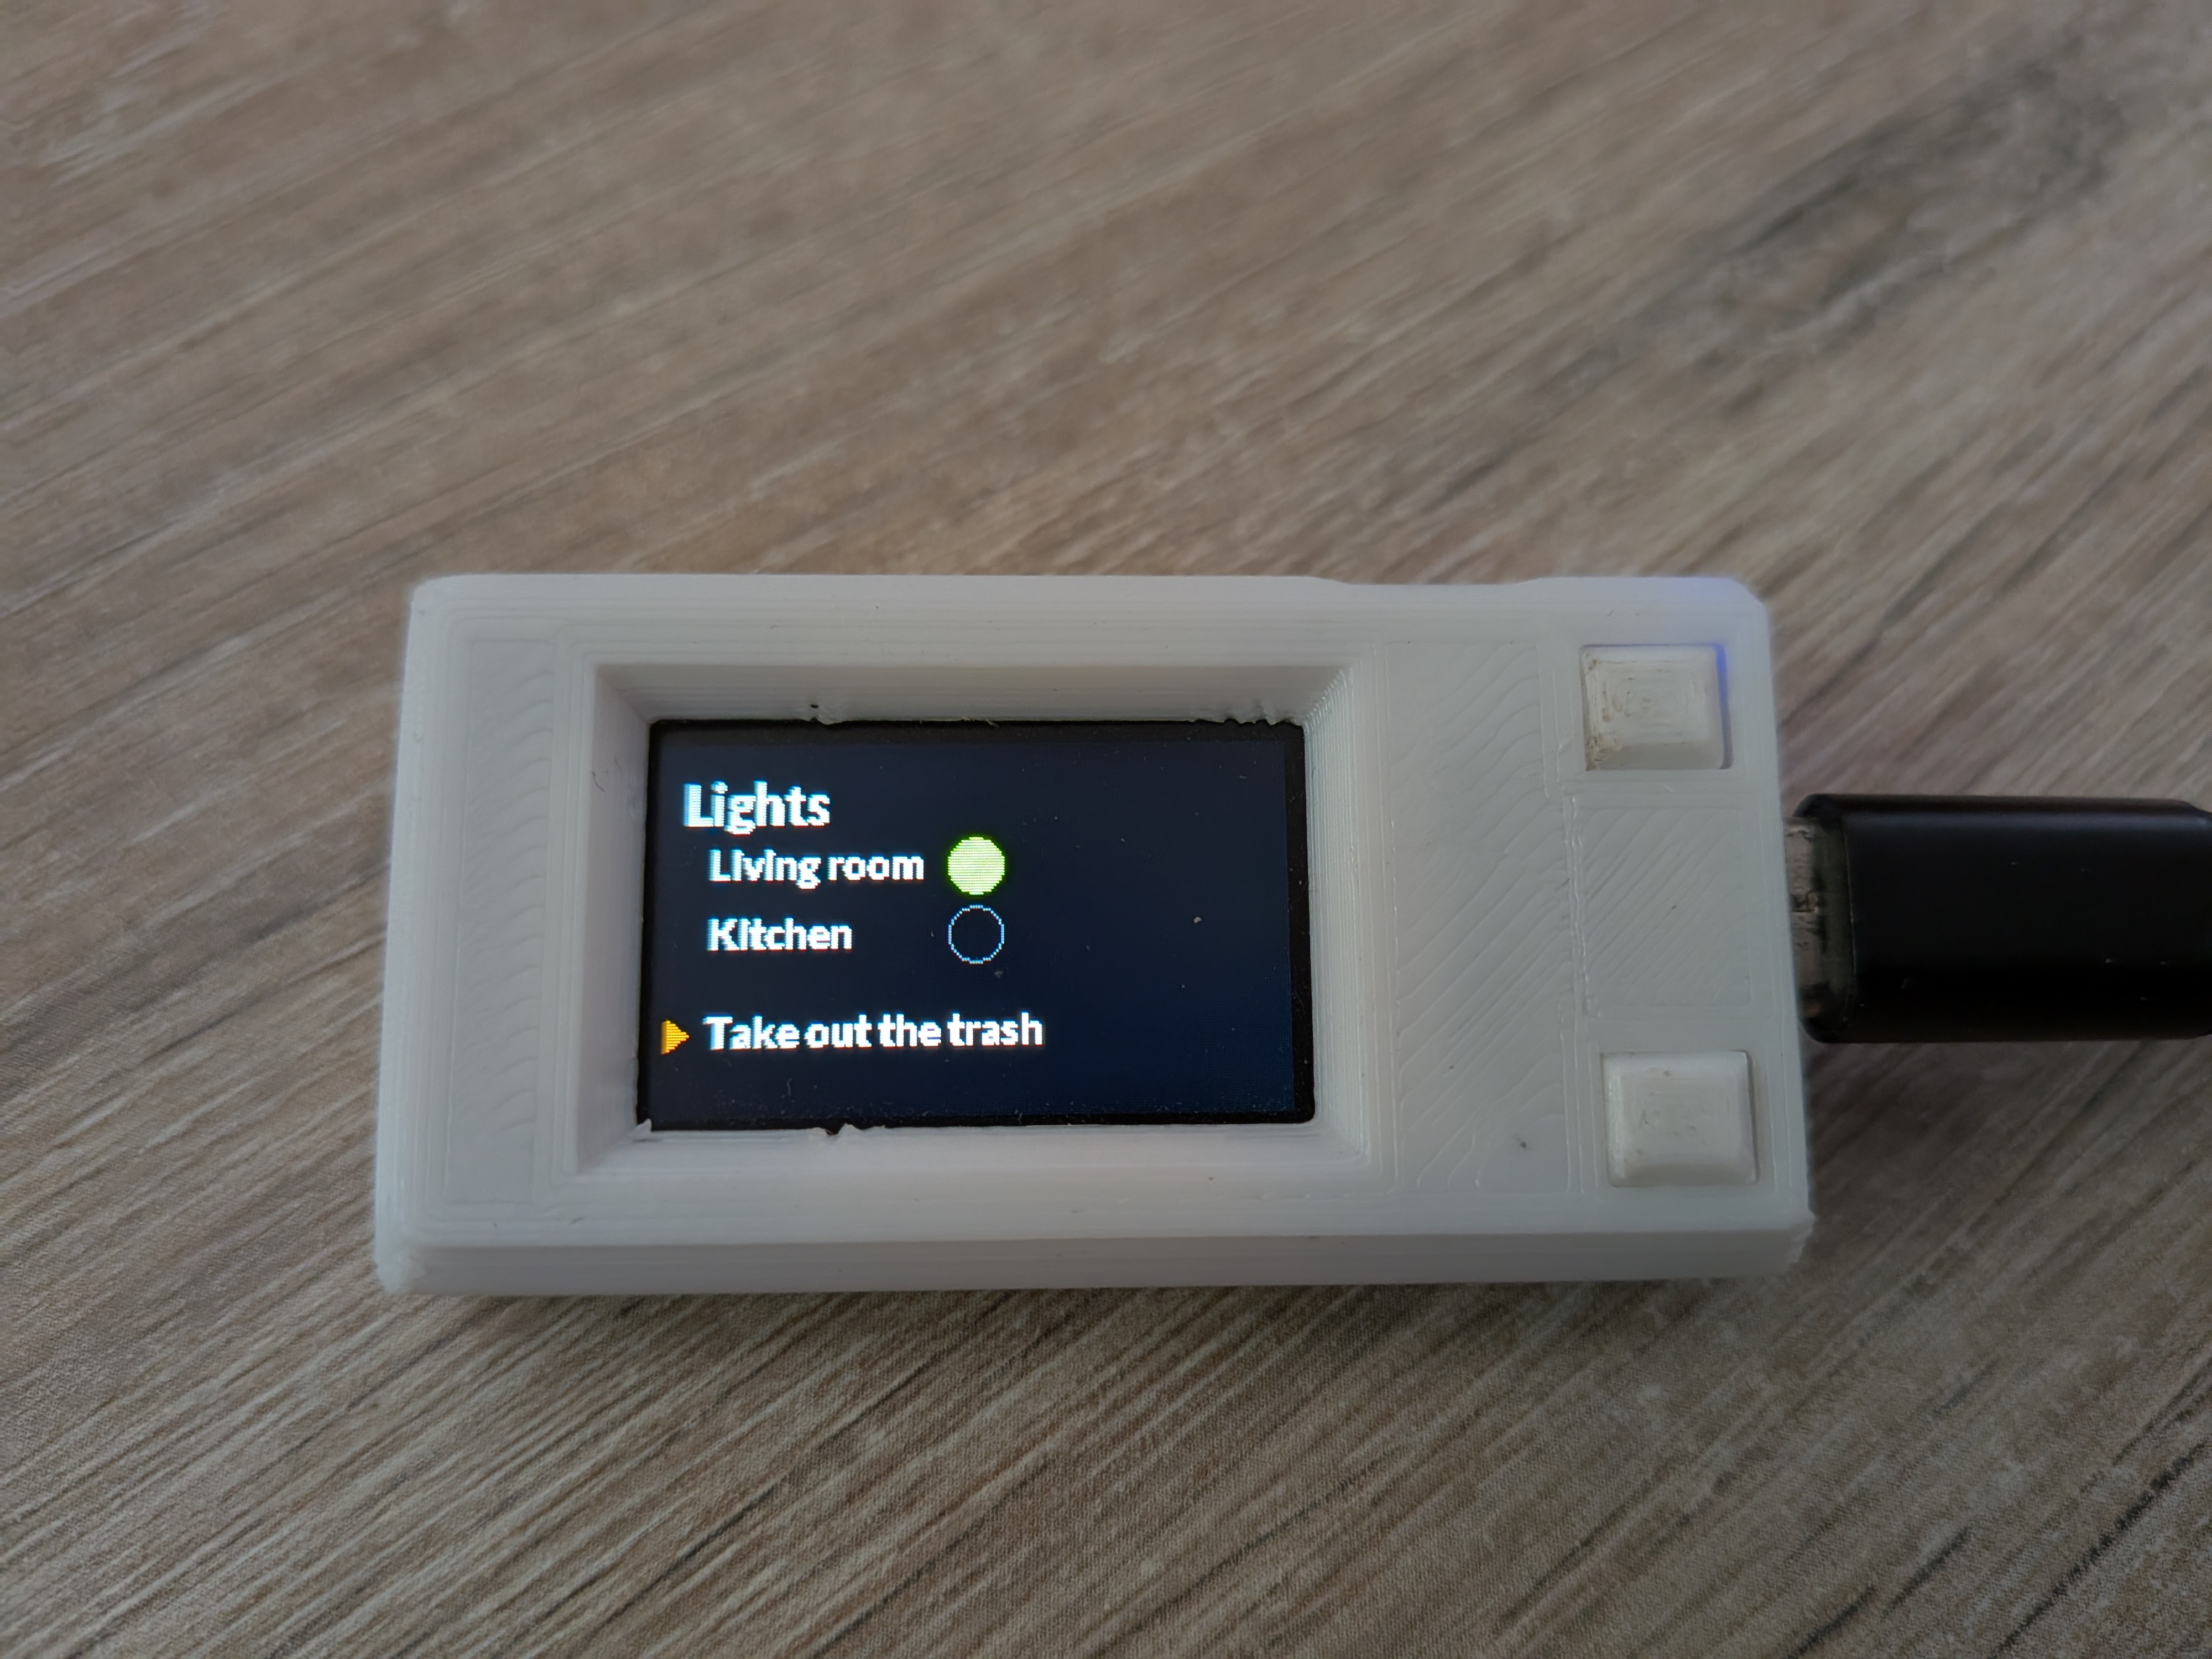 Lights
Living room
Kitchen
Take out the trash